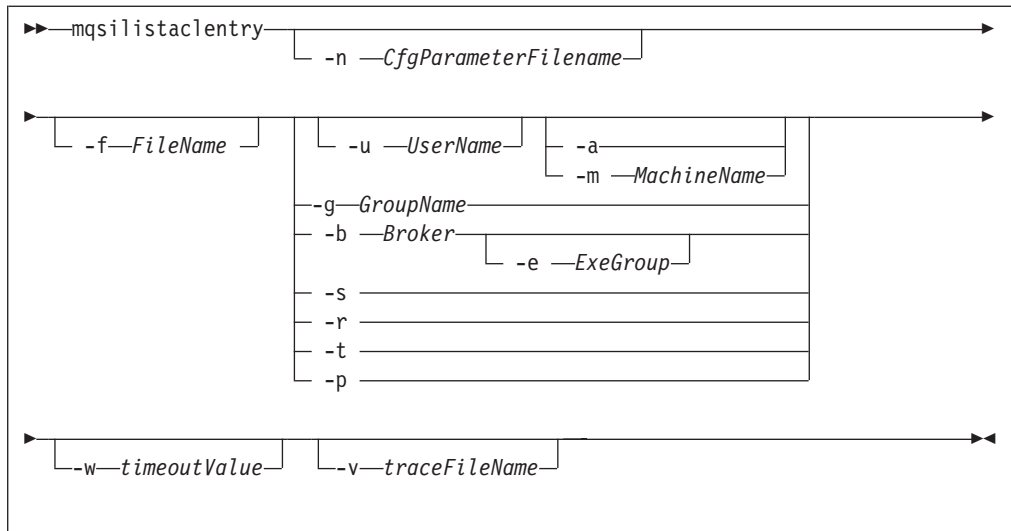 mqsilistaclentry
-n CfgParameterFilename
-f FileName
-u UserName
-a
-m MachineName
-g GroupName
-b Broker
-e ExeGroup
-s
-r
-t
-p
-w timeoutValue
-v traceFileName